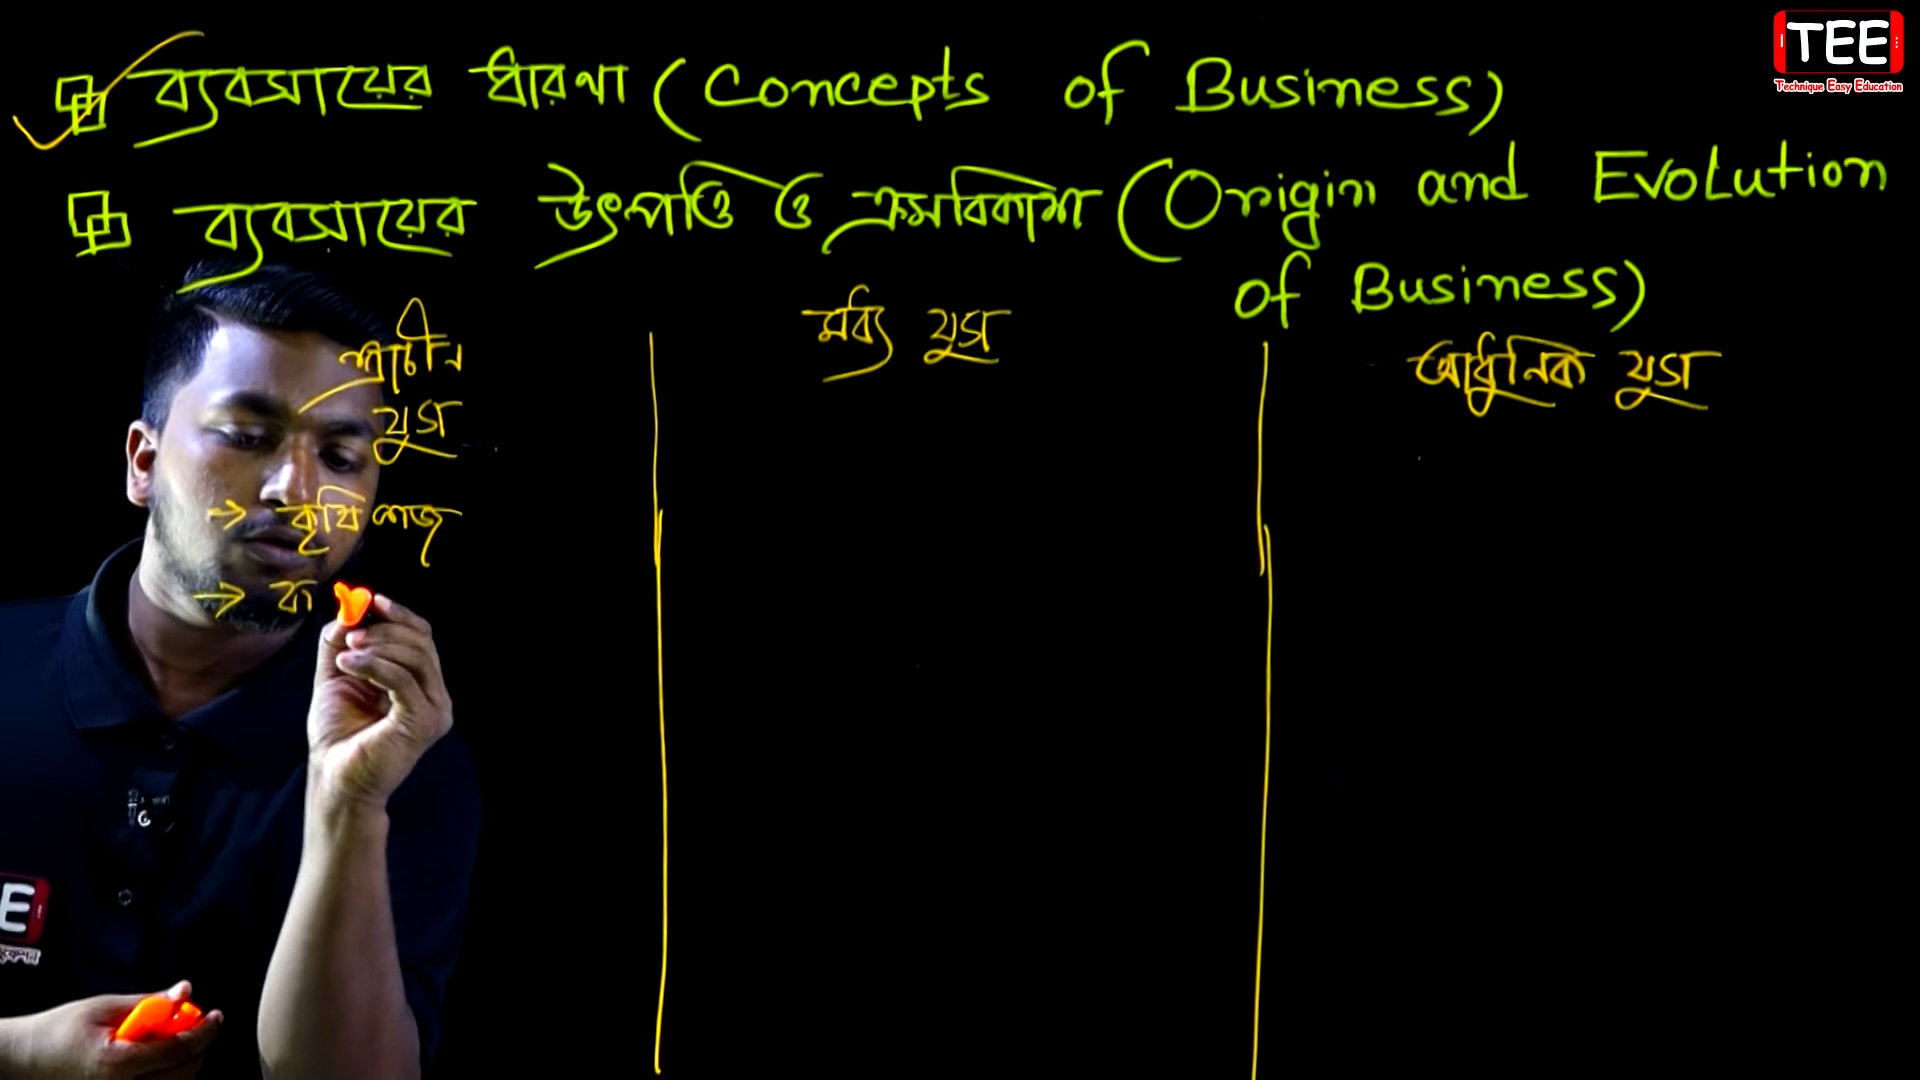 TEE
Technique Easy Education
ব্যবসায়ের ধারণা (Concepts of Business)
ব্যবসায়ের উৎপত্তি ও ক্রমবিকাশ (Origin and Evolution
of Business)
প্রাচীন
যুগ
মধ্য যুগ
আধুনিক যুগ
→ কৃষি কাজ
→ ক
E